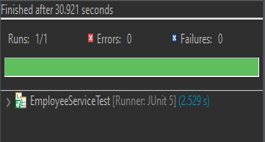 Finished after 30.921 seconds
Runs: 1/1 Errors: 0 Failures: 0
EmployeeServiceTest [Runner: JUnit 5] (2.529 s)